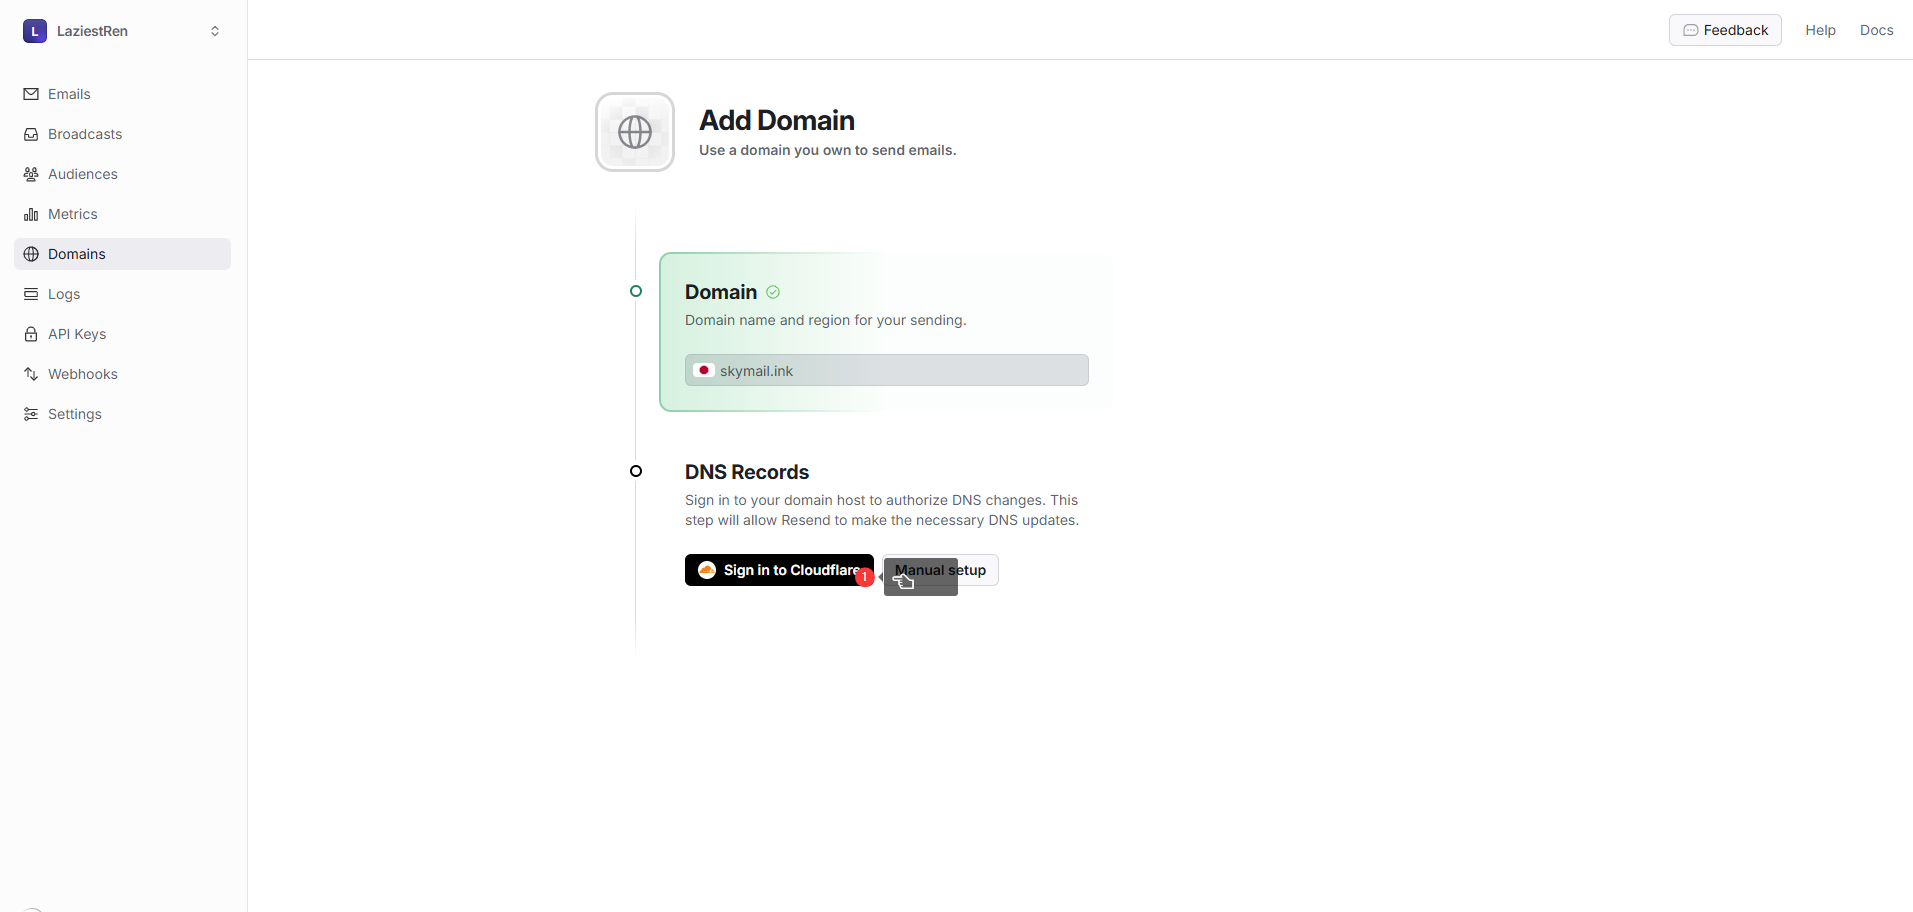 L
LaziestRen
Emails
Broadcasts
Audiences
Metrics
Domains
Logs
API Keys
Webhooks
Settings
Feedback
Help
Docs
Add Domain
Use a domain you own to send emails.
Domain
Domain name and region for your sending.
skymail.ink
DNS Records
Sign in to your domain host to authorize DNS changes. This
step will allow Resend to make the necessary DNS updates.
Sign in to Cloudflare
1
Manual setup